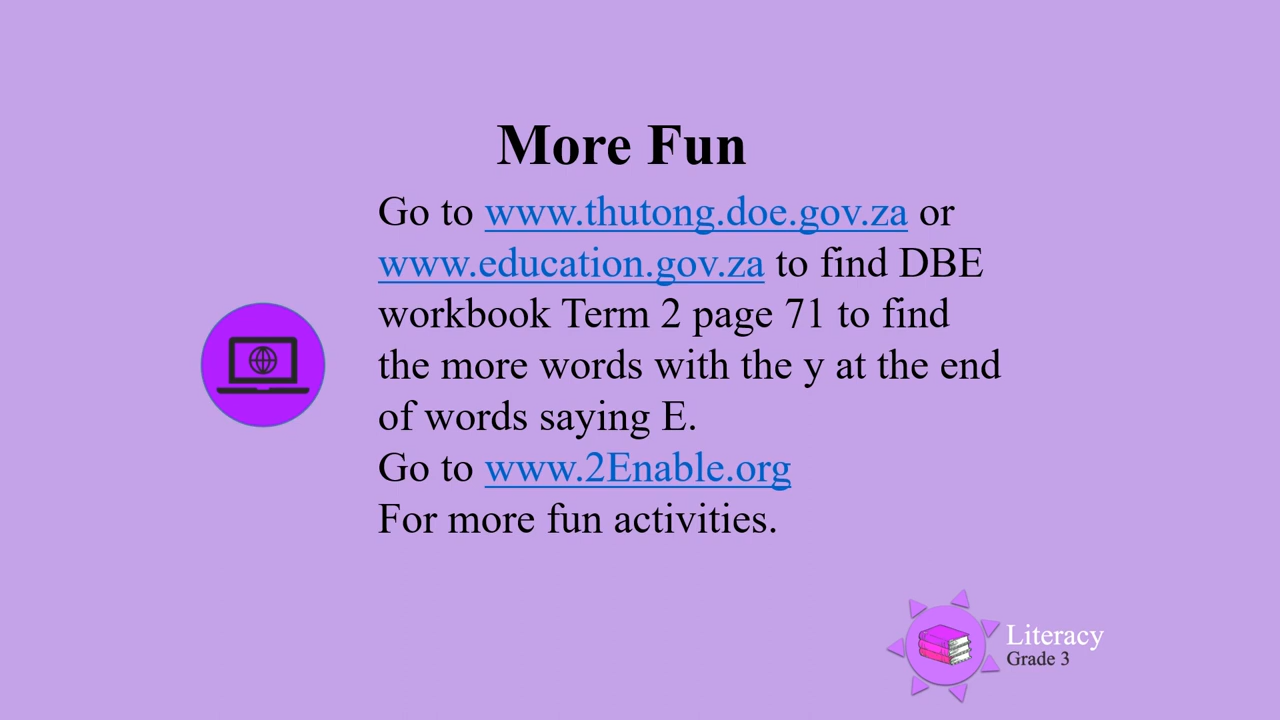 More Fun
Go to www.thutong.doe.gov.za or
www.education.gov.za to find DBE
workbook Term 2 page 71 to find
the more words with the y at the end
of words saying E.
Go to www.2Enable.org
For more fun activities.
Literacy
Grade 3